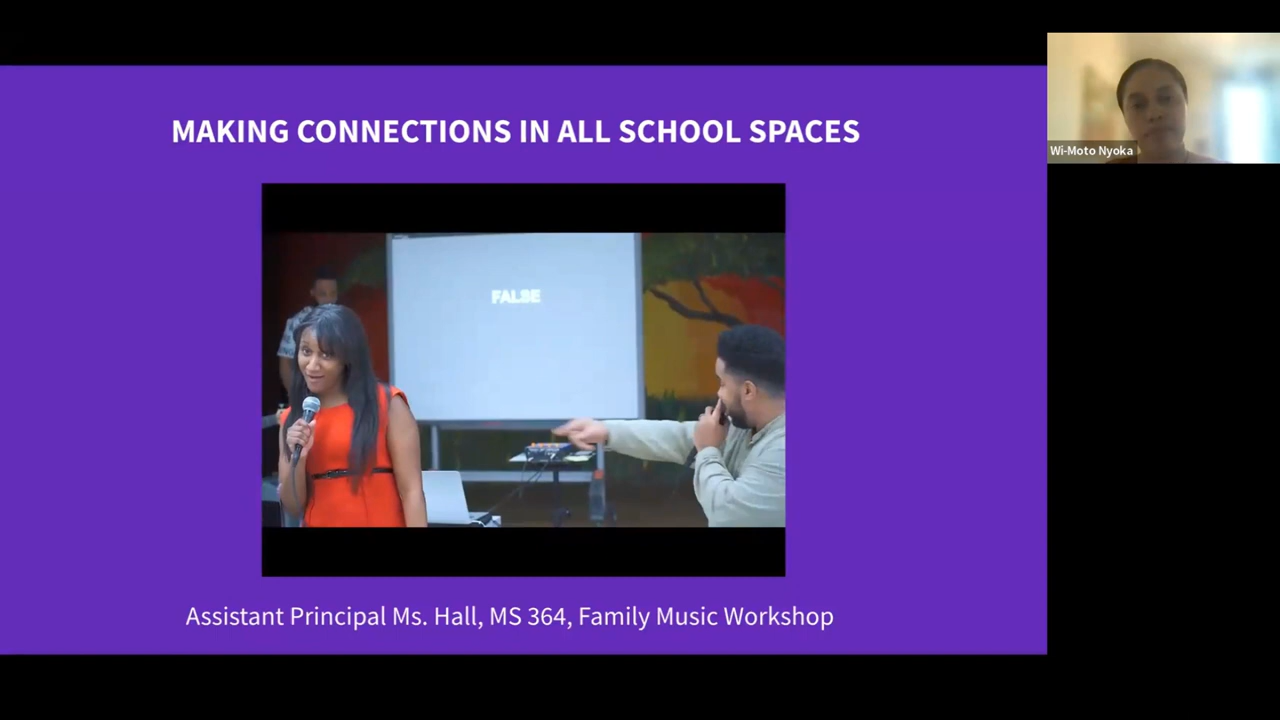 MAKING CONNECTIONS IN ALL SCHOOL SPACES
Wi-Moto Nyoka
FALSE
Assistant Principal Ms. Hall, MS 364, Family Music Workshop